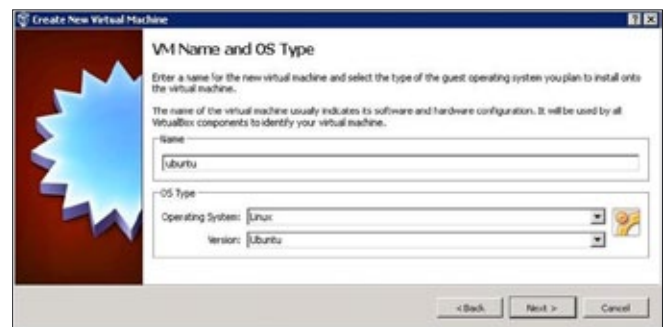 Create New Virtual Machine
VM Name and OS Type
Enter a name for the new virtual machine and select the type of the guest operating system you plan to install onto
the virtual machine.
The name of the virtual machine usually indicates its software and hardware configuration. It will be used by all
VirtualBox components to identify your virtual machine.
Name
ubuntu
OS Type
Operating System: Linux
Version: Ubuntu
< Back Next > Cancel